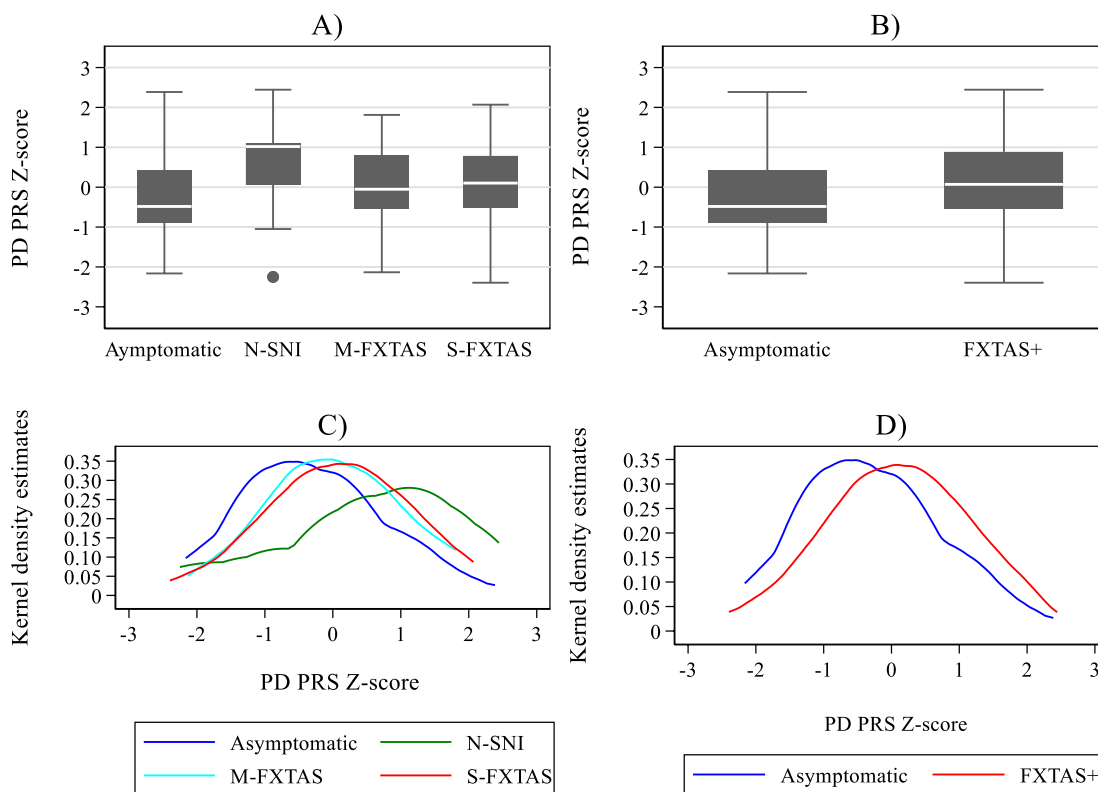 A)
PD PRS Z-score
3
2
1
0
-1
-2
-3
Aymptomatic N-SNI M-FXTAS S-FXTAS
B)
PD PRS Z-score
3
2
1
0
-1
-2
-3
Asymptomatic FXTAS+
C)
Kernel density estimates
0.35
0.30
0.25
0.20
0.15
0.10
0.05
0
-3 -2 -1 0 1 2 3
PD PRS Z-score
Asymptomatic N-SNI
M-FXTAS S-FXTAS
D)
Kernel density estimates
0.35
0.30
0.25
0.20
0.15
0.10
0.05
0
-3 -2 -1 0 1 2 3
PD PRS Z-score
Asymptomatic FXTAS+